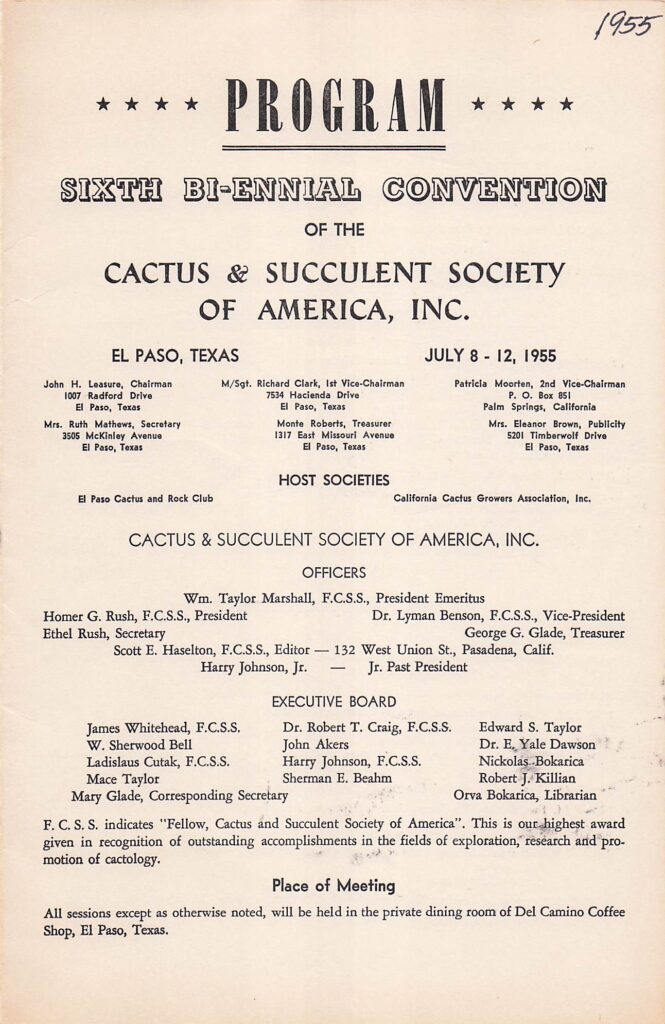 1955
★ ★ ★ ★ PROGRAM ★ ★ ★ ★
SIXTH BI-ENNIAL CONVENTION
OF THE
CACTUS & SUCCULENT SOCIETY
OF AMERICA, INC.
EL PASO, TEXAS JULY 8 - 12, 1955
John H. Leasure, Chairman M/Sgt. Richard Clark, 1st Vice-Chairman Patricia Moorten, 2nd Vice-Chairman
1007 Radford Drive 7534 Hacienda Drive P. O. Box 851
El Paso, Texas El Paso, Texas Palm Springs, California
Mrs. Ruth Mathews, Secretary Monte Roberts, Treasurer Mrs. Eleanor Brown, Publicity
3505 McKinley Avenue 1317 East Missouri Avenue 5201 Timberwolf Drive
El Paso, Texas El Paso, Texas El Paso, Texas
HOST SOCIETIES
El Paso Cactus and Rock Club California Cactus Growers Association, Inc.
CACTUS & SUCCULENT SOCIETY OF AMERICA, INC.
OFFICERS
Wm. Taylor Marshall, F.C.S.S., President Emeritus
Homer G. Rush, F.C.S.S., President Dr. Lyman Benson, F.C.S.S., Vice-President
Ethel Rush, Secretary George G. Glade, Treasurer
Scott E. Haselton, F.C.S.S., Editor — 132 West Union St., Pasadena, Calif.
Harry Johnson, Jr. — Jr. Past President
EXECUTIVE BOARD
James Whitehead, F.C.S.S. Dr. Robert T. Craig, F.C.S.S. Edward S. Taylor
W. Sherwood Bell John Akers Dr. E. Yale Dawson
Ladislaus Cutak, F.C.S.S. Harry Johnson, F.C.S.S. Nickolas Bokarica
Mace Taylor Sherman E. Beahm Robert J. Killian
Mary Glade, Corresponding Secretary Orva Bokarica, Librarian
F. C. S. S. indicates "Fellow, Cactus and Succulent Society of America". This is our highest award
given in recognition of outstanding accomplishments in the fields of exploration, research and pro-
motion of cactology.
Place of Meeting
All sessions except as otherwise noted, will be held in the private dining room of Del Camino Coffee
Shop, El Paso, Texas.